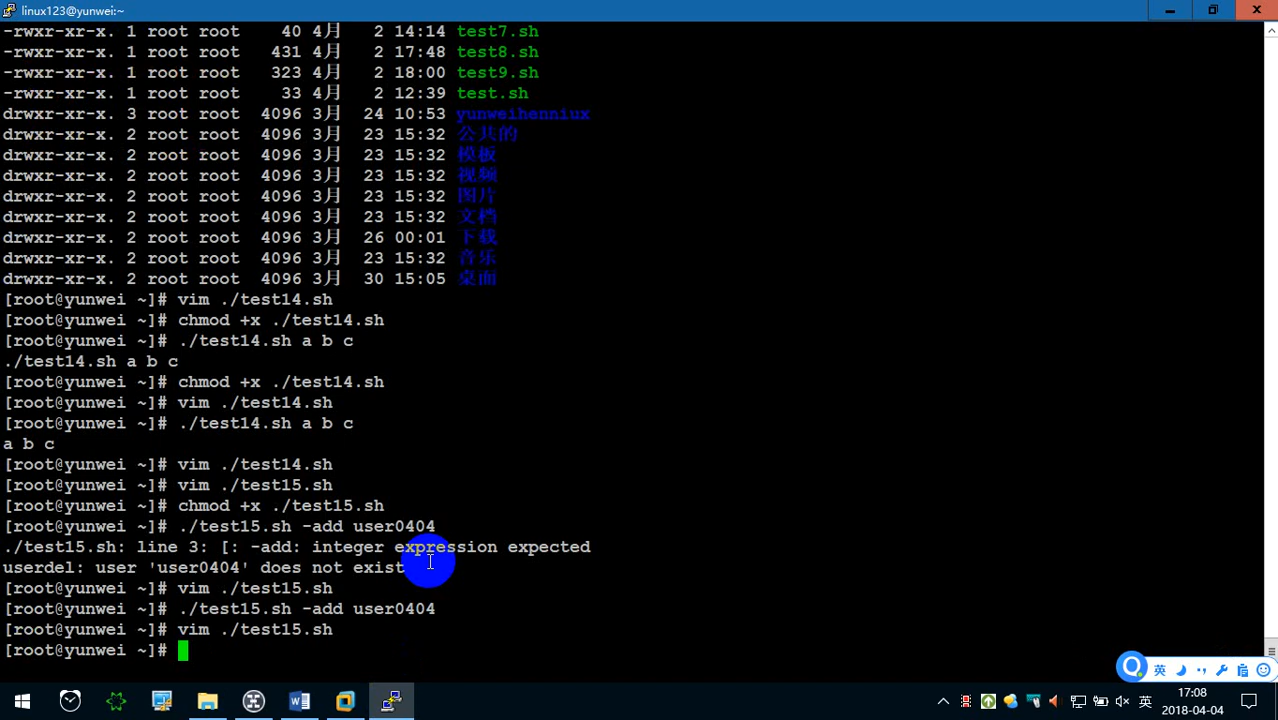 linux123@yunwei:~
-rwxr-xr-x. 1 root root 40 4月 2 14:14 test7.sh
-rwxr-xr-x. 1 root root 431 4月 2 17:48 test8.sh
-rwxr-xr-x. 1 root root 323 4月 2 18:00 test9.sh
-rwxr-xr-x. 1 root root 33 4月 2 12:39 test.sh
drwxr-xr-x. 3 root root 4096 3月 24 10:53 yunweihenniux
drwxr-xr-x. 2 root root 4096 3月 23 15:32 公共的
drwxr-xr-x. 2 root root 4096 3月 23 15:32 模板
drwxr-xr-x. 2 root root 4096 3月 23 15:32 视频
drwxr-xr-x. 2 root root 4096 3月 23 15:32 图片
drwxr-xr-x. 2 root root 4096 3月 23 15:32 文档
drwxr-xr-x. 2 root root 4096 3月 26 00:01 下载
drwxr-xr-x. 2 root root 4096 3月 23 15:32 音乐
drwxr-xr-x. 2 root root 4096 3月 30 15:05 桌面
[root@yunwei ~]# vim ./test14.sh
[root@yunwei ~]# chmod +x ./test14.sh
[root@yunwei ~]# ./test14.sh a b c
./test14.sh a b c
[root@yunwei ~]# chmod +x ./test14.sh
[root@yunwei ~]# vim ./test14.sh
[root@yunwei ~]# ./test14.sh a b c
a b c
[root@yunwei ~]# vim ./test14.sh
[root@yunwei ~]# vim ./test15.sh
[root@yunwei ~]# chmod +x ./test15.sh
[root@yunwei ~]# ./test15.sh -add user0404
./test15.sh: line 3: [: -add: integer expression expected
userdel: user 'user0404' does not exist
[root@yunwei ~]# vim ./test15.sh
[root@yunwei ~]# ./test15.sh -add user0404
[root@yunwei ~]# vim ./test15.sh
[root@yunwei ~]#
英
英
17:08
2018-04-04